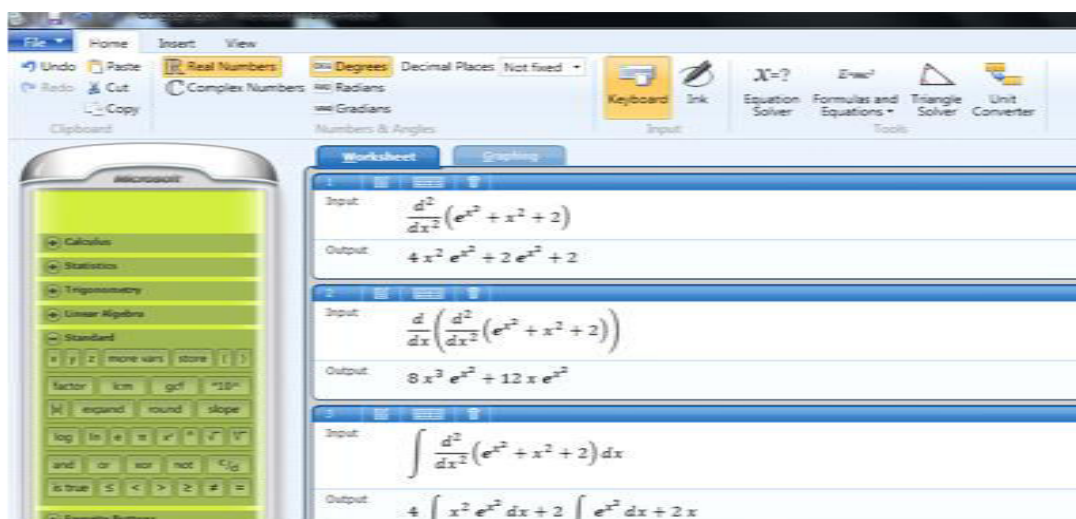 File Home Insert View
Undo Paste Real Numbers Degrees Decimal Places Not fixed
Redo Cut Complex Numbers Radians Keyboard Ink X=? E=mc² Equation Solver Formulas and Equations Triangle Solver Unit Converter
Copy Gradians
Clipboard Numbers & Angles Input Tools
Worksheet Graphing
Microsoft
Calculus
Statistics
Trigonometry
Linear Algebra
Standard
x y z more vars store ( )
factor lcm gcf *10^
|x| expand round slope
log ln e π
and or xor not c/d
is true ≤ < > ≥ ≠ =
1
Input d²/dx² (e^x² + x² + 2)
Output 4 x² e^x² + 2 e^x² + 2
2
Input d/dx (d²/dx² (e^x² + x² + 2))
Output 8 x³ e^x² + 12 x e^x²
3
Input ∫ d²/dx² (e^x² + x² + 2) dx
Output 4 ∫ x² e^x² dx + 2 ∫ e^x² dx + 2 x